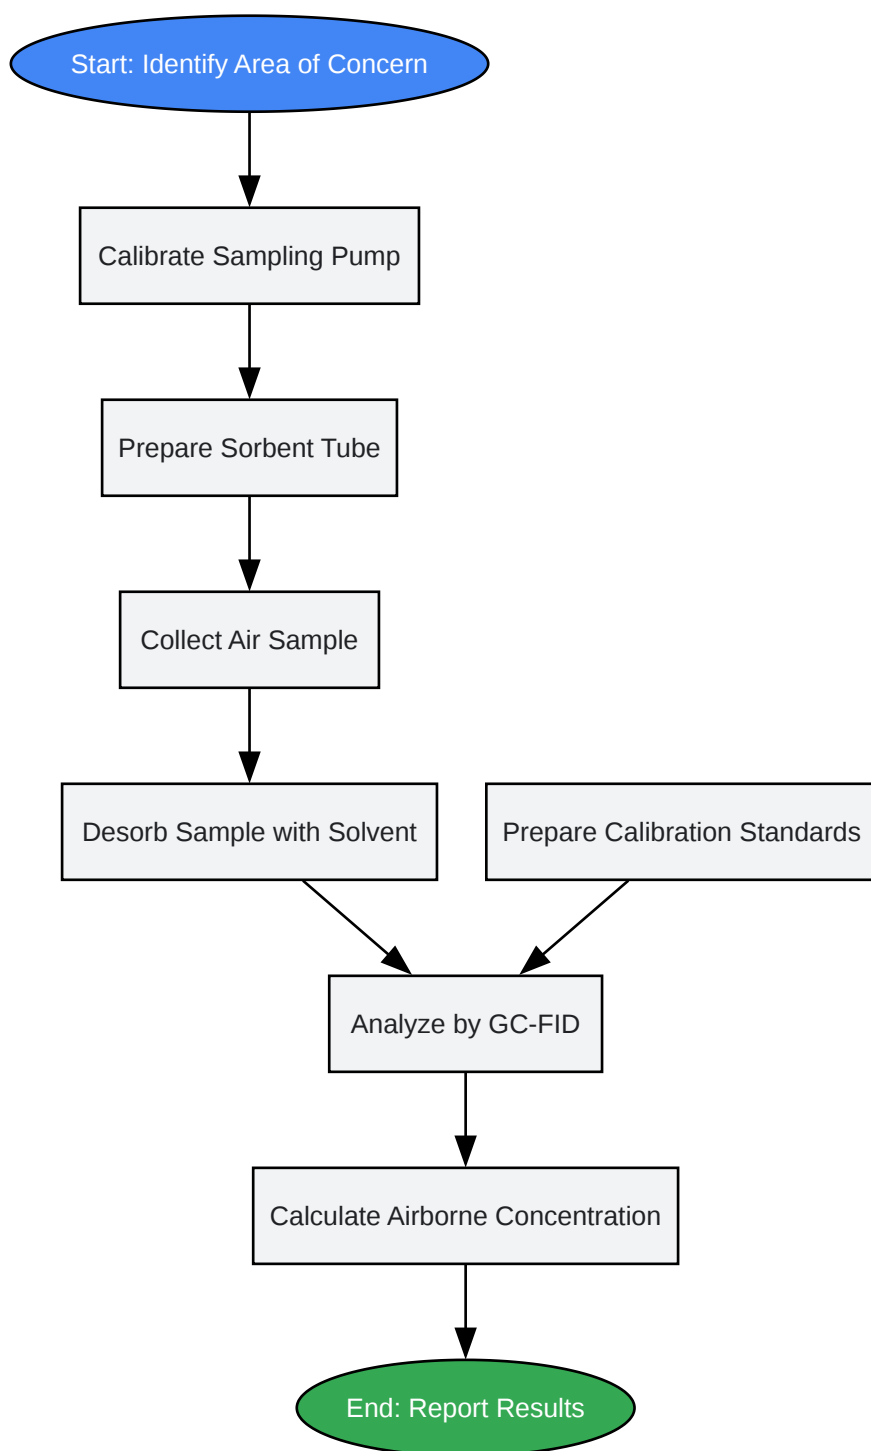 Start: Identify Area of Concern
Calibrate Sampling Pump
Prepare Sorbent Tube
Collect Air Sample
Desorb Sample with Solvent
Prepare Calibration Standards
Analyze by GC-FID
Calculate Airborne Concentration
End: Report Results